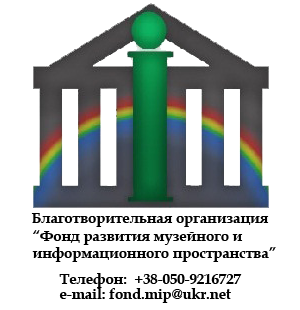 Благотворительная организация
“Фонд развития музейного и
информационного пространства”
Телефон: +38-050-9216727
e-mail: fond.mip@ukr.net